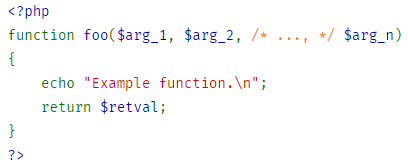 <?php
function foo($arg_1, $arg_2, /* ..., */ $arg_n)
{
    echo "Example function.\n";
    return $retval;
}
?>